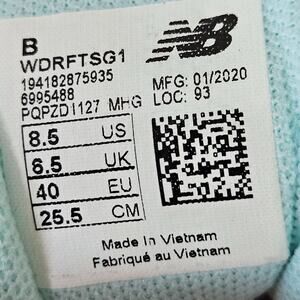 B
NB
WDRFTSG1
194182875935
6995488
PQPZD1127 MHG
MFG: 01/2020
LOC: 93
8.5 US
6.5 UK
40 EU
25.5 CM
Made in Vietnam
Fabriqué au Vietnam